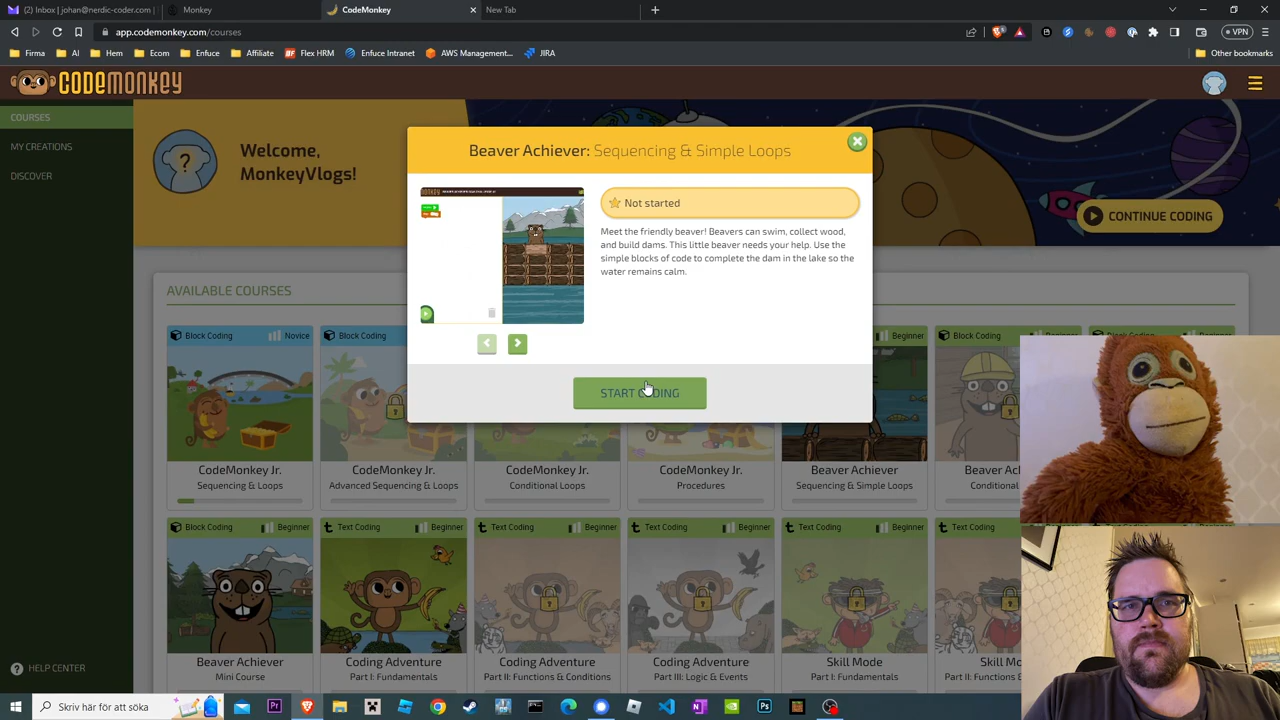 (2) Inbox | johan@nerdic-coder.com |
Monkey
CodeMonkey
New Tab
app.codemonkey.com/courses
VPN
Firma
AI
Hem
Ecom
Enfuce
Affiliate
Flex HRM
Enfuce Intranet
AWS Management...
JIRA
Other bookmarks
CODEMONKEY
COURSES
MY CREATIONS
DISCOVER
Welcome,
MonkeyVlogs!
CONTINUE CODING
Beaver Achiever: Sequencing & Simple Loops
Not started
Meet the friendly beaver! Beavers can swim, collect wood,
and build dams. This little beaver needs your help. Use the
simple blocks of code to complete the dam in the lake so the
water remains calm.
START CODING
AVAILABLE COURSES
Block Coding
Novice
Block Coding
Beginner
Block Coding
CodeMonkey Jr.
Sequencing & Loops
CodeMonkey Jr.
Advanced Sequencing & Loops
CodeMonkey Jr.
Conditional Loops
CodeMonkey Jr.
Procedures
Beaver Achiever
Sequencing & Simple Loops
Beaver Ac
Conditional
Block Coding
Beginner
Text Coding
Beginner
Text Coding
Beginner
Text Coding
Beginner
Text Coding
Beginner
Text Coding
Beaver Achiever
Mini Course
Coding Adventure
Part I: Fundamentals
Coding Adventure
Part II: Functions & Conditions
Coding Adventure
Part III: Logic & Events
Skill Mode
Part I: Fundamentals
Skill Mo
Part II: Functions
HELP CENTER
Skriv här för att söka